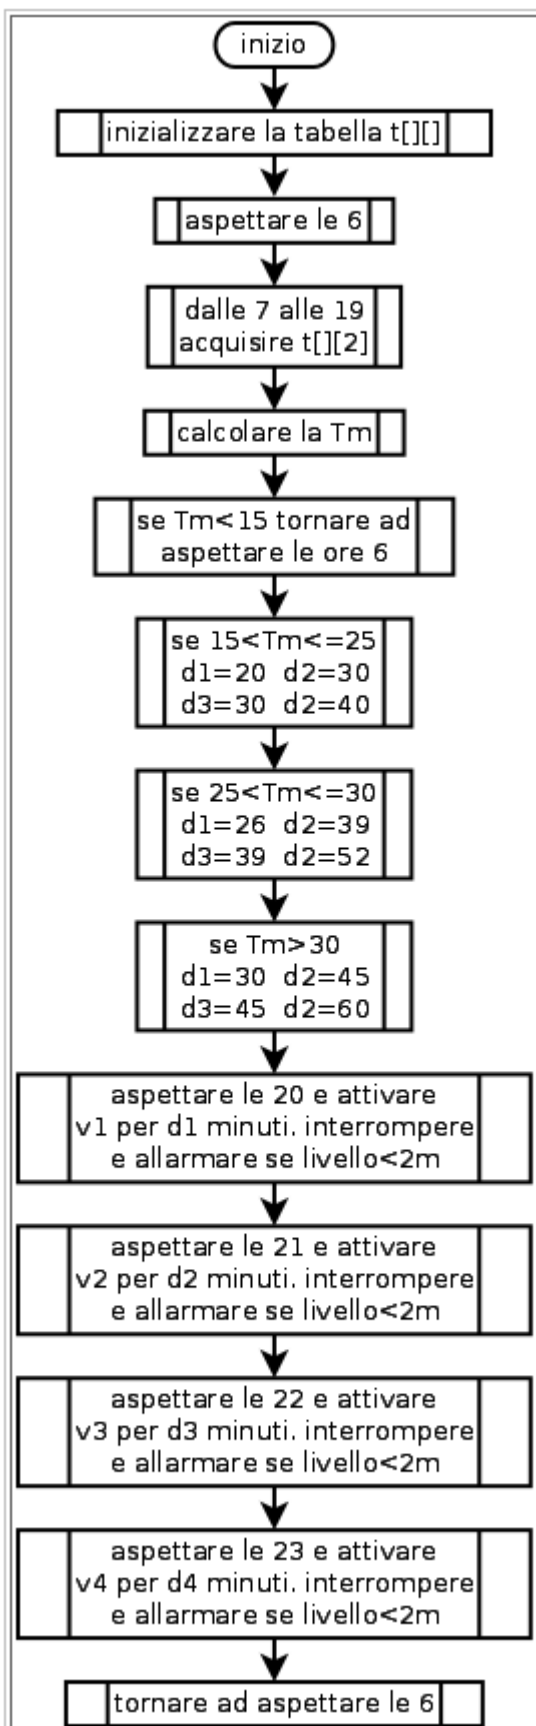 inizio
inizializzare la tabella t[][]
aspettare le 6
dalle 7 alle 19
acquisire t[][2]
calcolare la Tm
se Tm<15 tornare ad
aspettare le ore 6
se 15<Tm<=25
d1=20 d2=30
d3=30 d2=40
se 25<Tm<=30
d1=26 d2=39
d3=39 d2=52
se Tm>30
d1=30 d2=45
d3=45 d2=60
aspettare le 20 e attivare
v1 per d1 minuti. interrompere
e allarmare se livello<2m
aspettare le 21 e attivare
v2 per d2 minuti. interrompere
e allarmare se livello<2m
aspettare le 22 e attivare
v3 per d3 minuti. interrompere
e allarmare se livello<2m
aspettare le 23 e attivare
v4 per d4 minuti. interrompere
e allarmare se livello<2m
tornare ad aspettare le 6